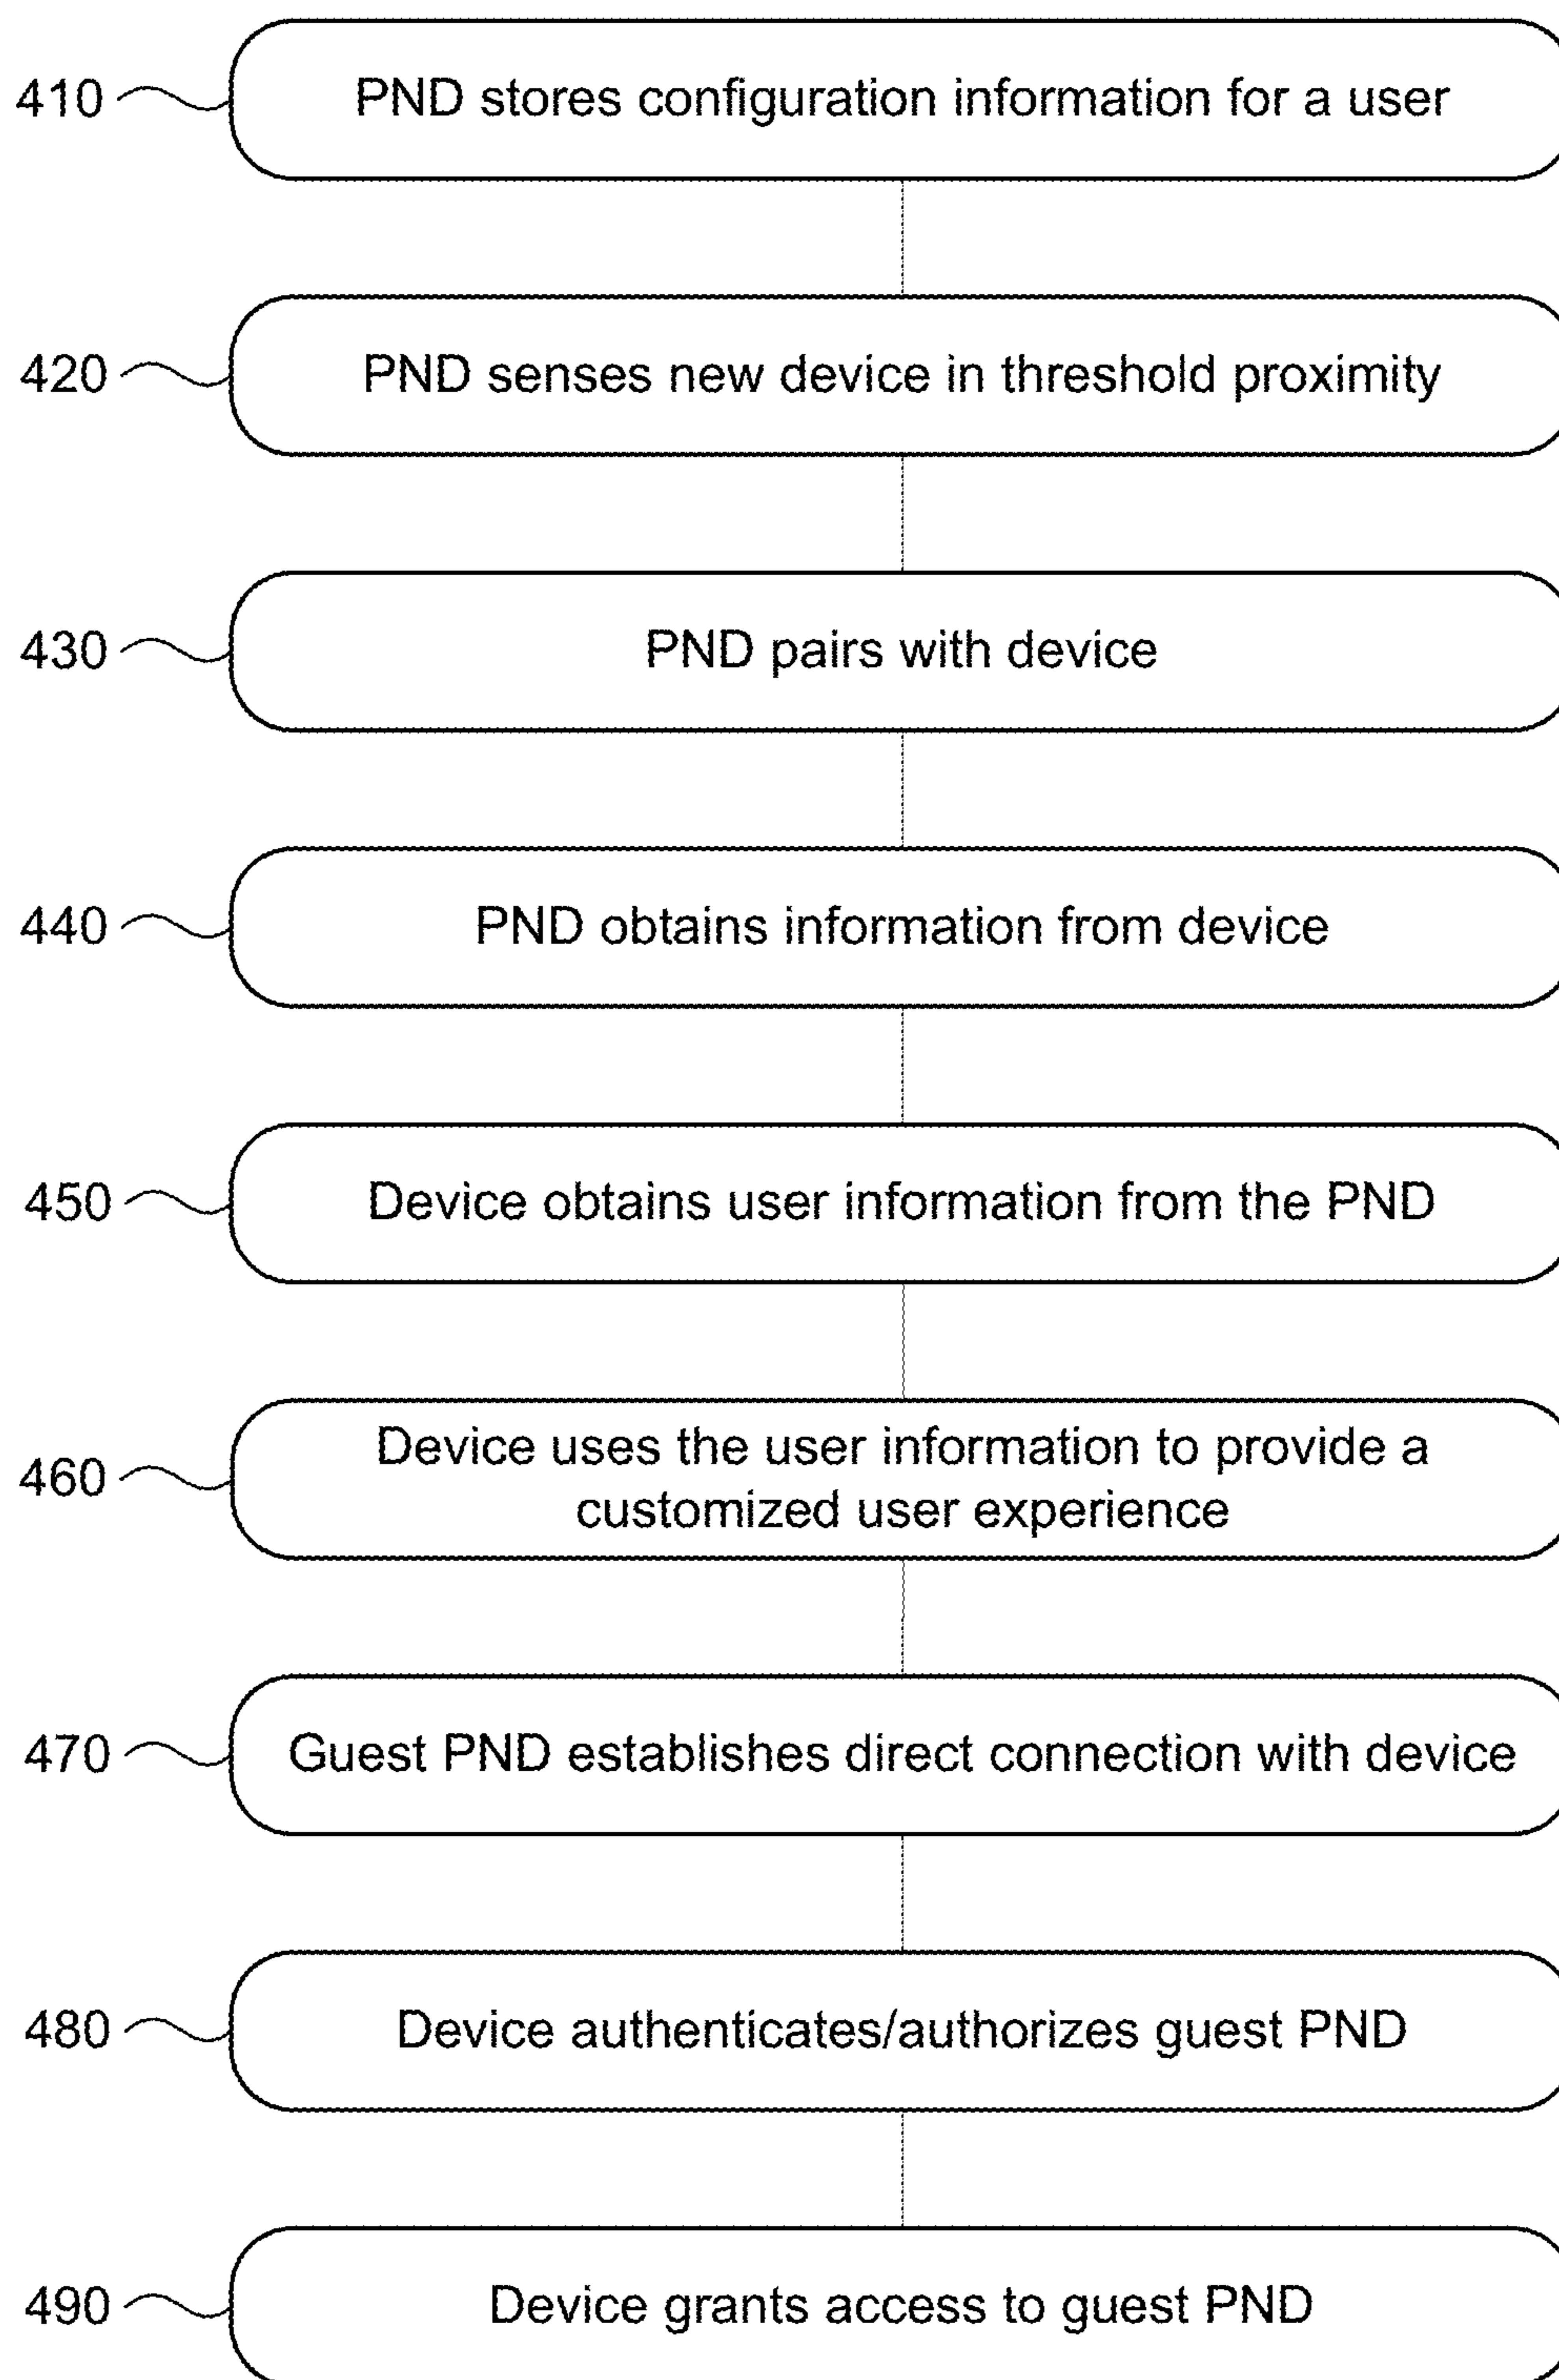 410 PND stores configuration information for a user
420 PND senses new device in threshold proximity
430 PND pairs with device
440 PND obtains information from device
450 Device obtains user information from the PND
460 Device uses the user information to provide a
customized user experience
470 Guest PND establishes direct connection with device
480 Device authenticates/authorizes guest PND
490 Device grants access to guest PND